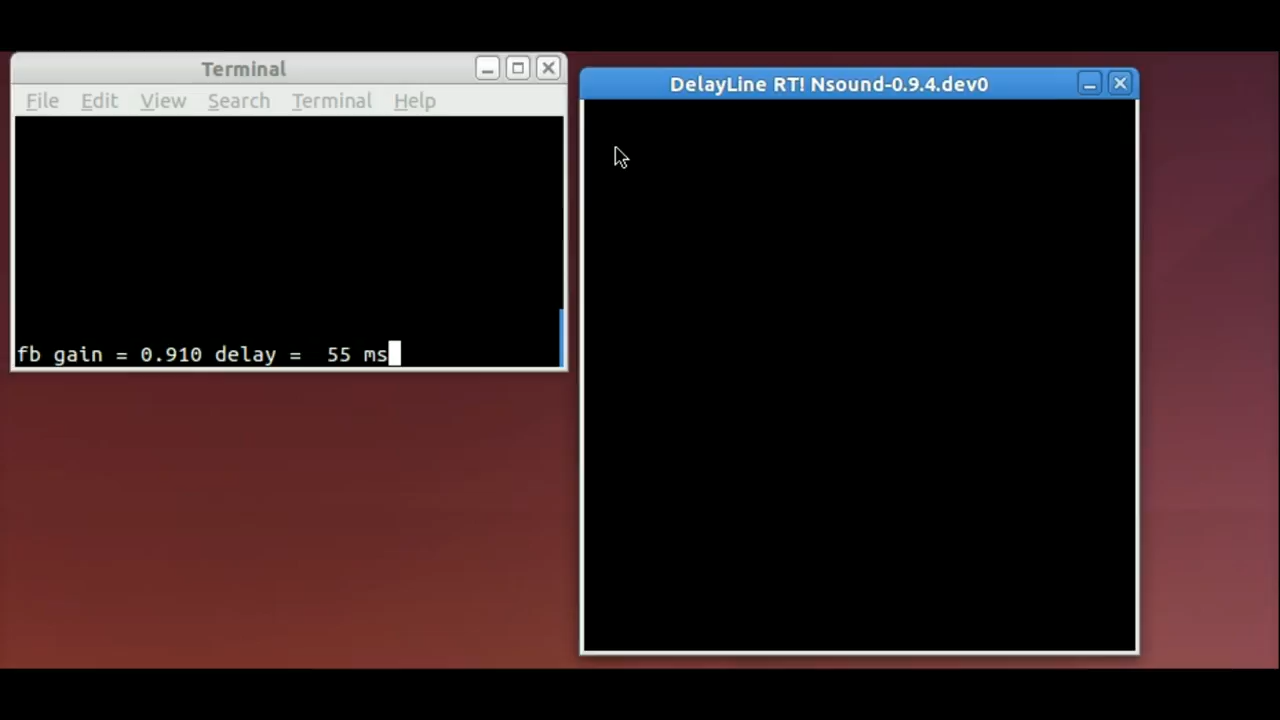 Terminal
File Edit View Search Terminal Help
fb gain = 0.910 delay =  55 ms
DelayLine RT! Nsound-0.9.4.dev0